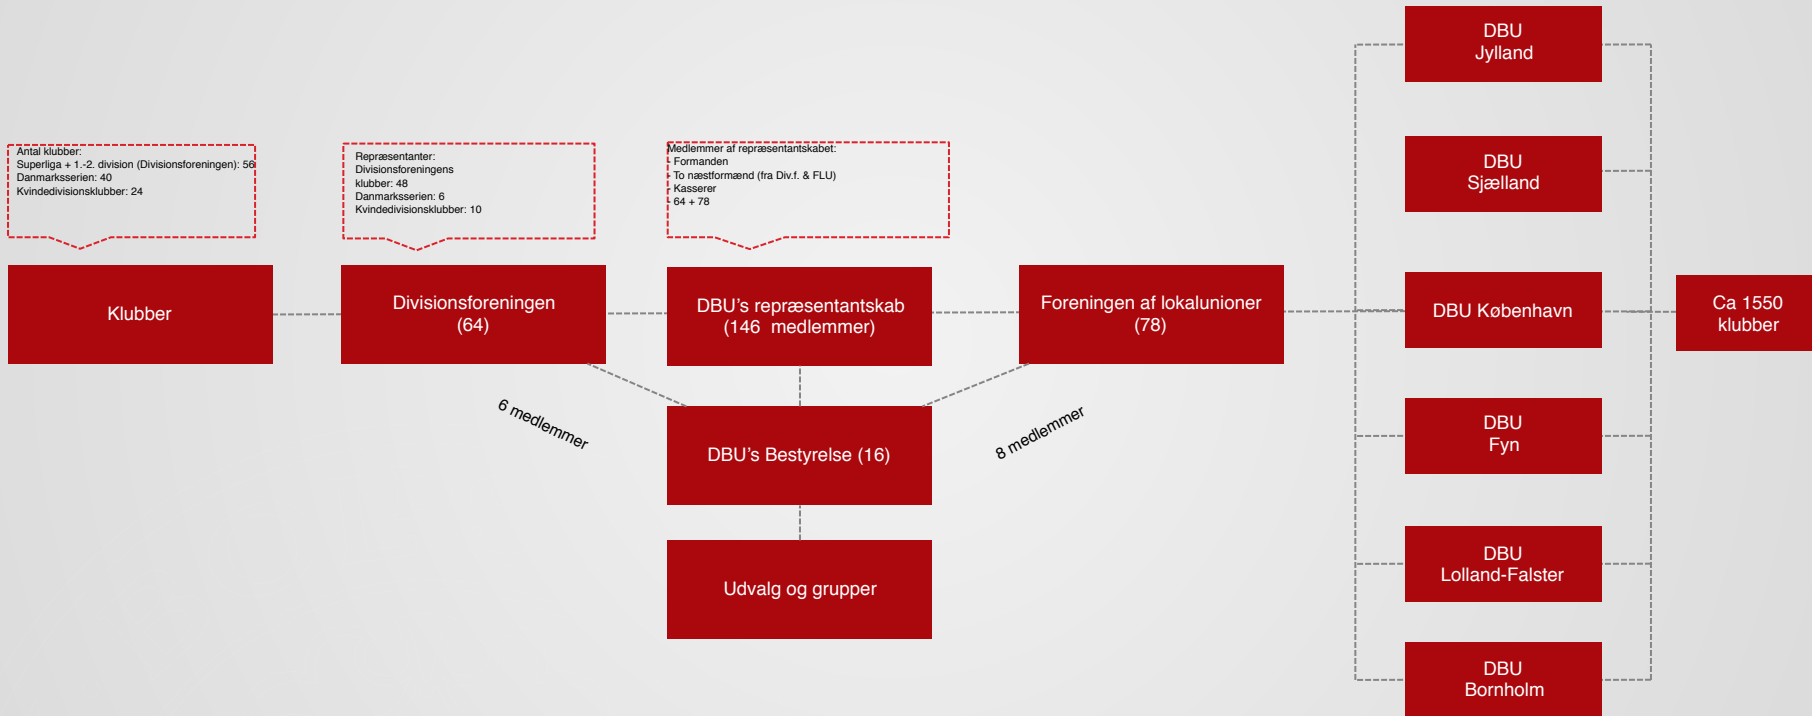 Antal klubber:
Superliga + 1.-2. division (Divisionsforeningen): 56
Danmarksserien: 40
Kvindedivisionsklubber: 24
Repræsentanter:
Divisionsforeningens
klubber: 48
Danmarksserien: 6
Kvindedivisionsklubber: 10
Medlemmer af repræsentantskabet:
- Formanden
- To næstformænd (fra Div.f. & FLU)
- Kasserer
- 64 + 78
Klubber
Divisionsforeningen
(64)
DBU’s repræsentantskab
(146 medlemmer)
Foreningen af lokalunioner
(78)
6 medlemmer
8 medlemmer
DBU’s Bestyrelse (16)
Udvalg og grupper
DBU
Jylland
DBU
Sjælland
DBU København
DBU
Fyn
DBU
Lolland-Falster
DBU
Bornholm
Ca 1550
klubber